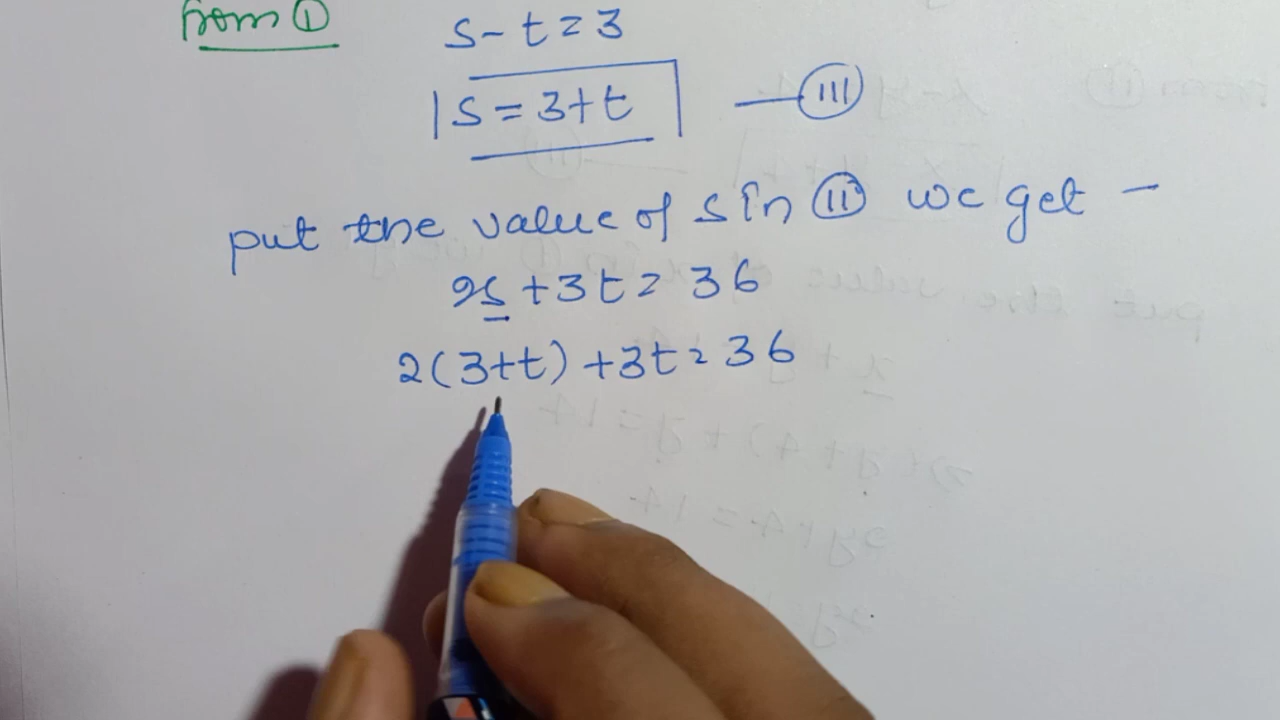 from ①
s-t=3
s=3+t —— (III)
put the value of s in (II) we get -
2s+3t=36
2(3+t)+3t=36